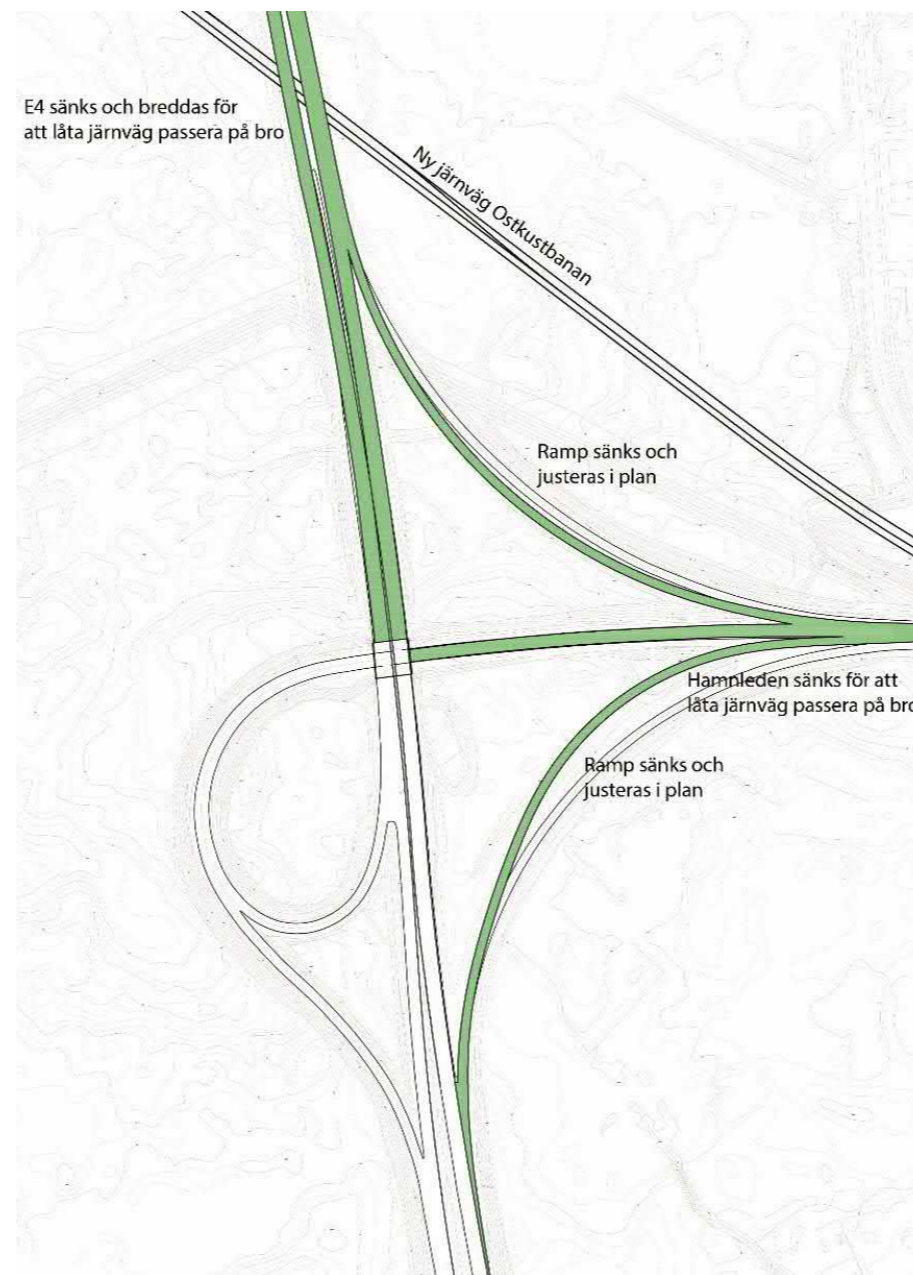 E4 sänks och breddas för
att låta järnväg passera på bro
Ny järnväg Ostkustbanan
Ramp sänks och
justeras i plan
Hamnleden sänks för att
låta järnväg passera på bro
Ramp sänks och
justeras i plan